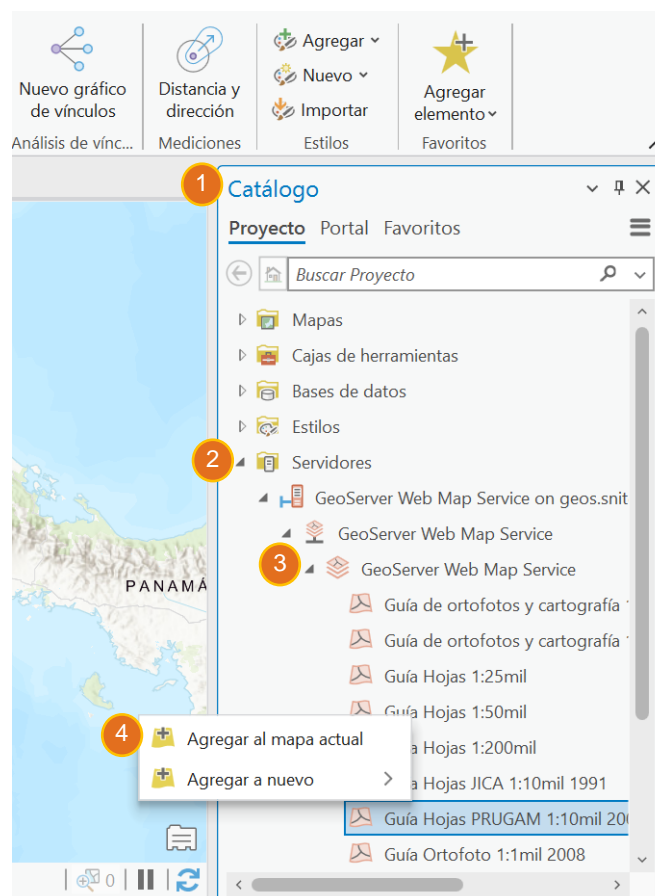 Nuevo gráfico
de vínculos
Distancia y
dirección
Agregar
Nuevo
Importar
Agregar
elemento
Análisis de vínc...
Mediciones
Estilos
Favoritos
1
Catálogo
Proyecto Portal Favoritos
Buscar Proyecto
Mapas
Cajas de herramientas
Bases de datos
Estilos
2
Servidores
GeoServer Web Map Service on geos.snit
GeoServer Web Map Service
3
GeoServer Web Map Service
Guía de ortofotos y cartografía
Guía de ortofotos y cartografía
Guía Hojas 1:25mil
Guía Hojas 1:50mil
Hojas 1:200mil
Hojas JICA 1:10mil 1991
Guía Hojas PRUGAM 1:10mil 20
Guía Ortofoto 1:1mil 2008
PANAMÁ
4
Agregar al mapa actual
Agregar a nuevo
0